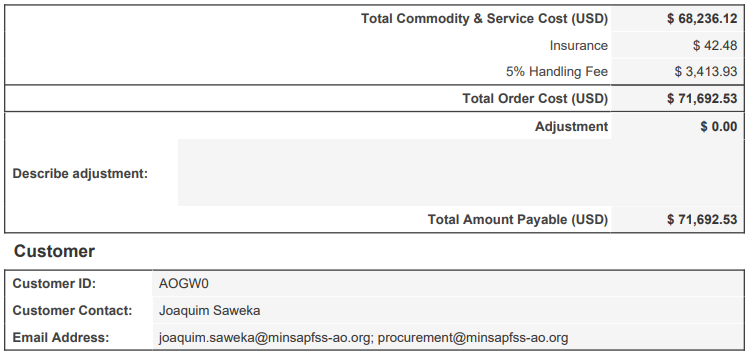 Total Commodity & Service Cost (USD) $ 68,236.12
Insurance $ 42.48
5% Handling Fee $ 3,413.93
Total Order Cost (USD) $ 71,692.53
Adjustment $ 0.00
Describe adjustment:
Total Amount Payable (USD) $ 71,692.53
Customer
Customer ID: AOGW0
Customer Contact: Joaquim Saweka
Email Address: joaquim.saweka@minsapfss-ao.org; procurement@minsapfss-ao.org